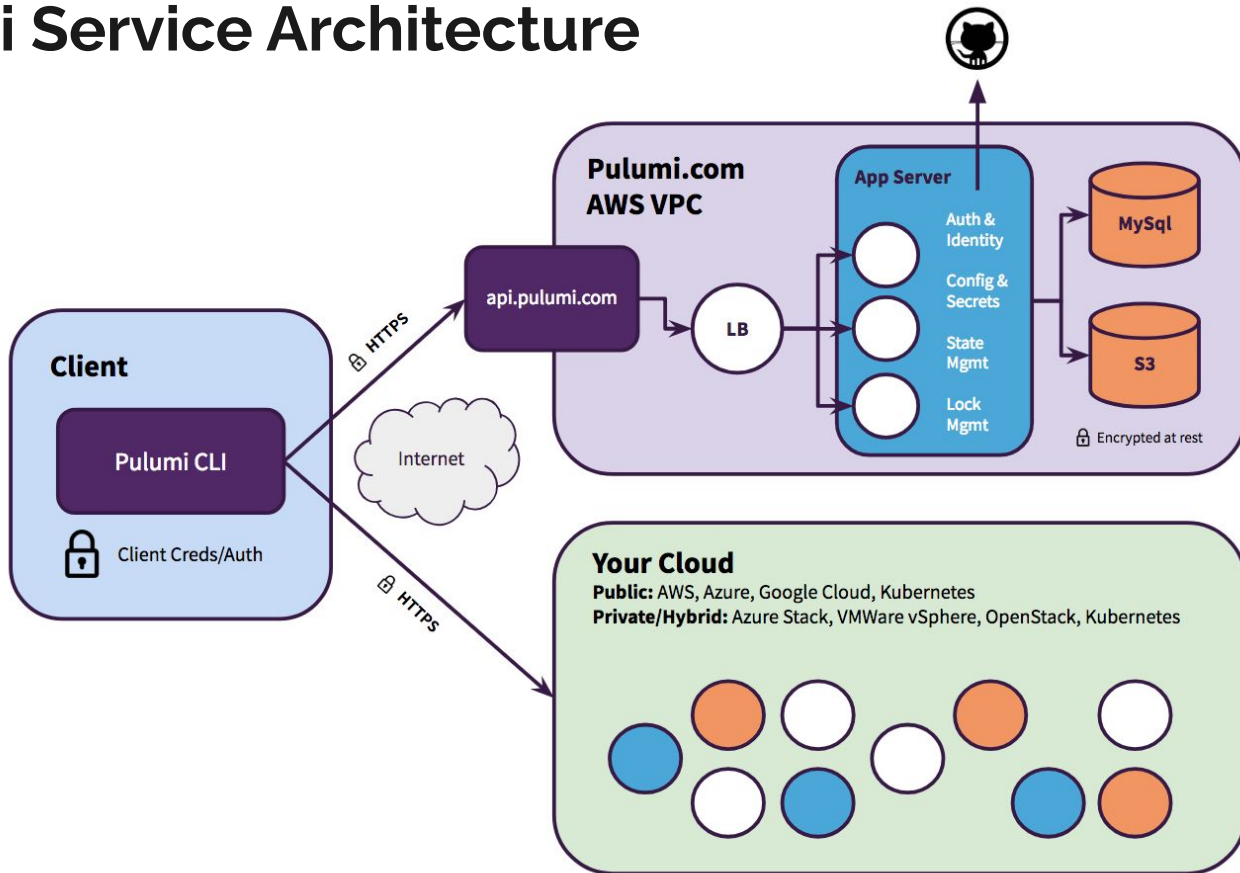 i Service Architecture
Pulumi.com
AWS VPC
App Server
Auth &
Identity
Config &
Secrets
State
Mgmt
Lock
Mgmt
MySql
S3
Encrypted at rest
api.pulumi.com
LB
HTTPS
Client
Pulumi CLI
Client Creds/Auth
Internet
HTTPS
Your Cloud
Public: AWS, Azure, Google Cloud, Kubernetes
Private/Hybrid: Azure Stack, VMWare vSphere, OpenStack, Kubernetes